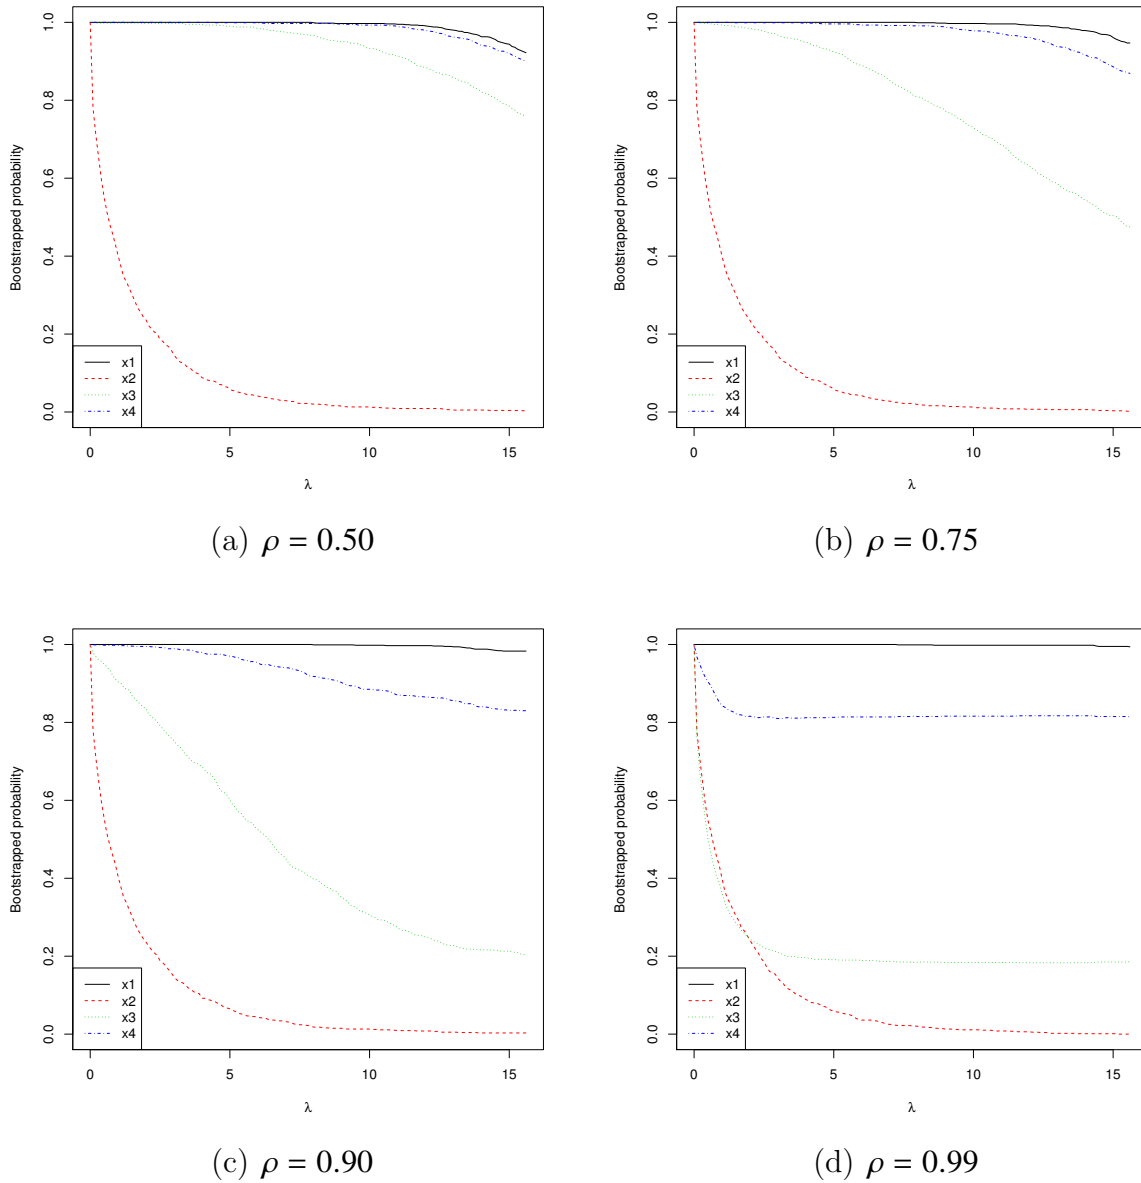 Bootstrapped probability
1.0
0.8
0.6
0.4
0.2
0.0
x1
x2
x3
x4
0 5 10 15
λ
(a) ρ = 0.50
Bootstrapped probability
1.0
0.8
0.6
0.4
0.2
0.0
x1
x2
x3
x4
0 5 10 15
λ
(b) ρ = 0.75
Bootstrapped probability
1.0
0.8
0.6
0.4
0.2
0.0
x1
x2
x3
x4
0 5 10 15
λ
(c) ρ = 0.90
Bootstrapped probability
1.0
0.8
0.6
0.4
0.2
0.0
x1
x2
x3
x4
0 5 10 15
λ
(d) ρ = 0.99